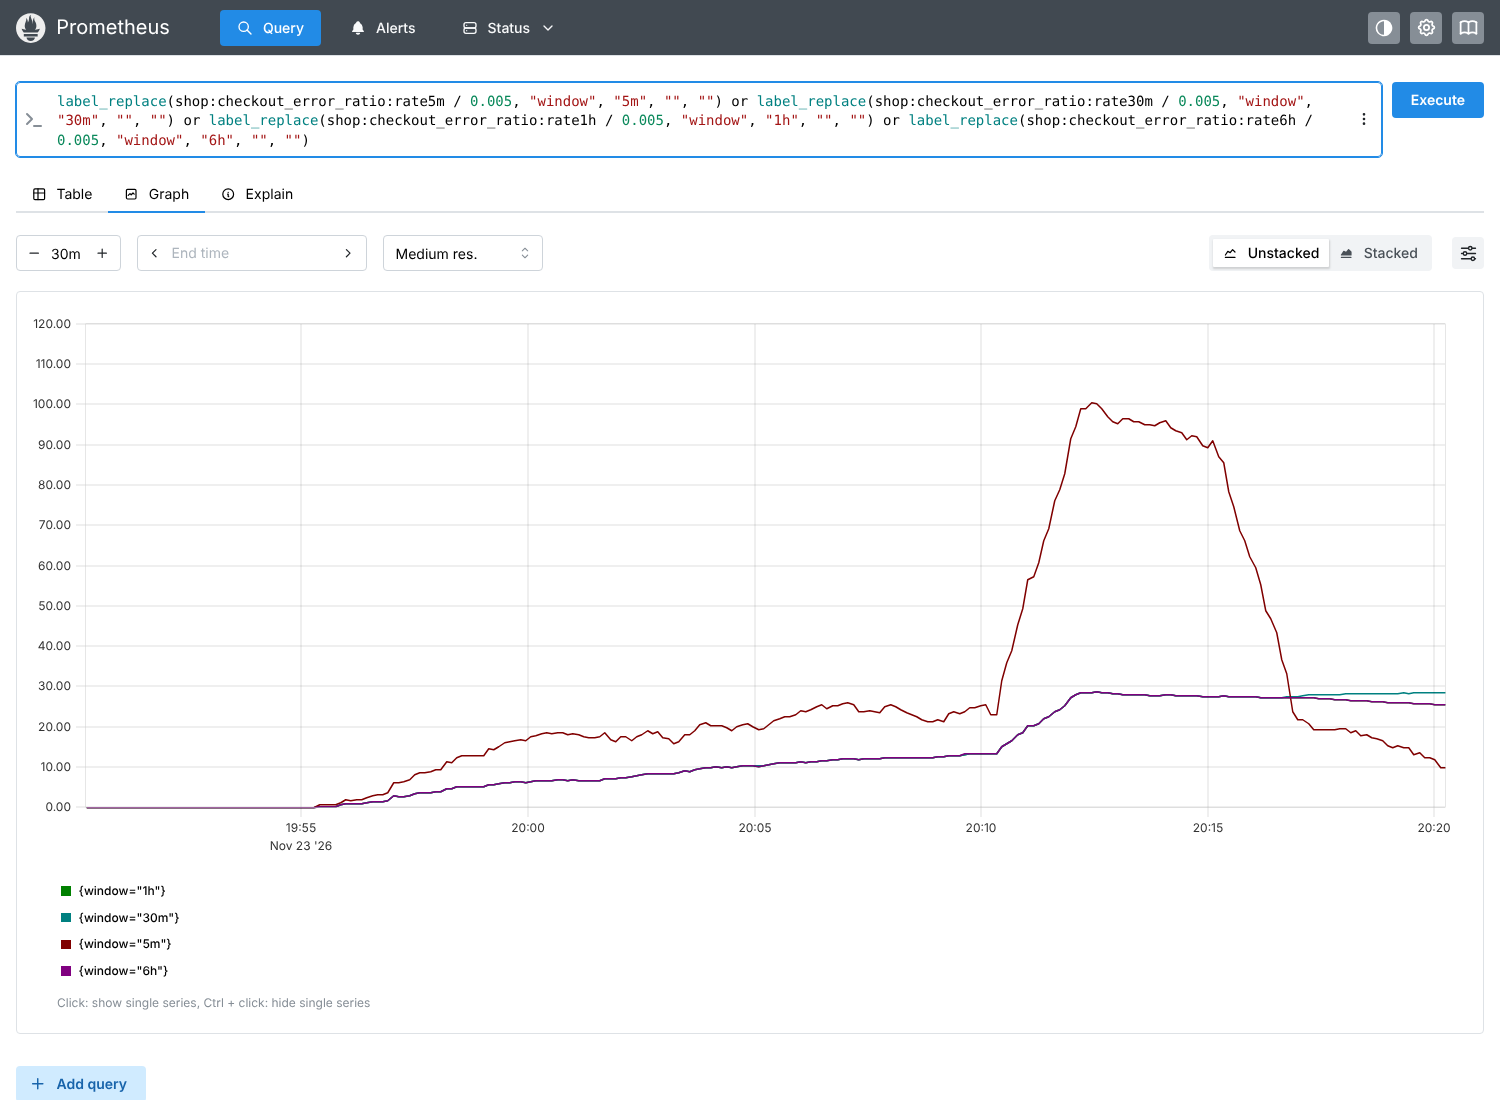 Prometheus
Query
Alerts
Status
label_replace(shop:checkout_error_ratio:rate5m / 0.005, "window", "5m", "", "") or label_replace(shop:checkout_error_ratio:rate30m / 0.005, "window",
"30m", "", "") or label_replace(shop:checkout_error_ratio:rate1h / 0.005, "window", "1h", "", "") or label_replace(shop:checkout_error_ratio:rate6h /
0.005, "window", "6h", "", "")
Execute
Table
Graph
Explain
30m
End time
Medium res.
Unstacked
Stacked
120.00
110.00
100.00
90.00
80.00
70.00
60.00
50.00
40.00
30.00
20.00
10.00
0.00
19:55
20:00
20:05
20:10
20:15
20:20
Nov 23 '26
{window="1h"}
{window="30m"}
{window="5m"}
{window="6h"}
Click: show single series, Ctrl + click: hide single series
Add query